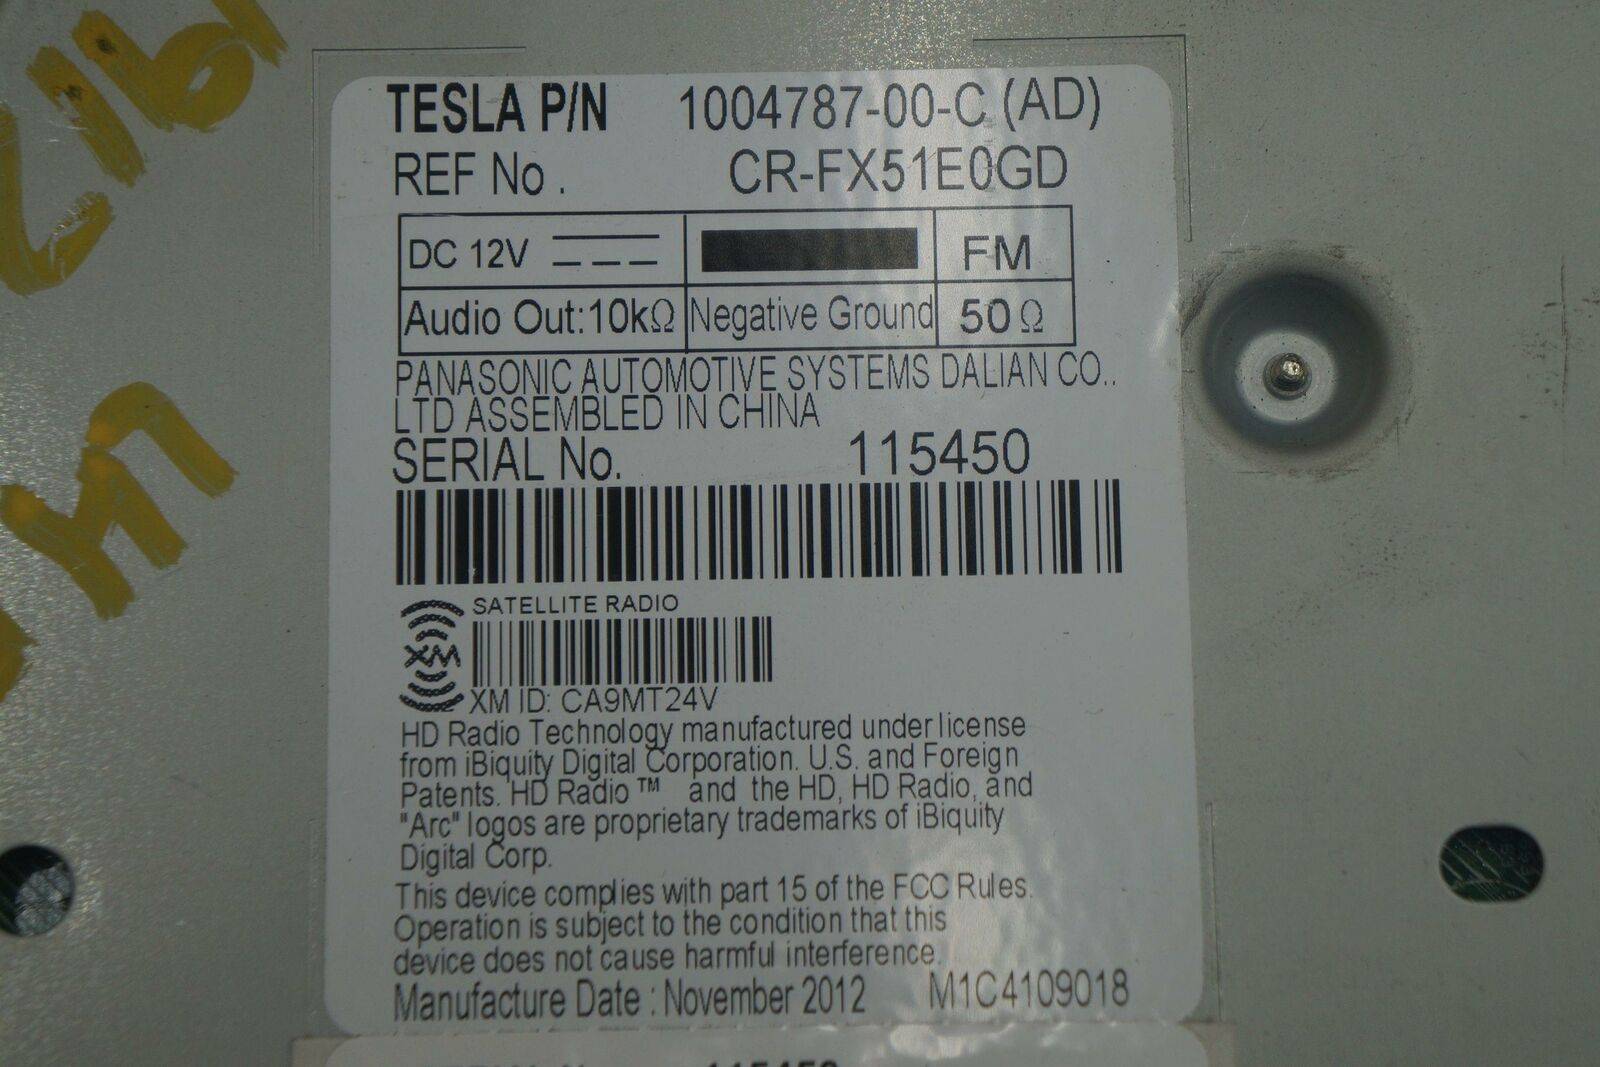 TESLA P/N 1004787-00-C (AD)
REF No . CR-FX51E0GD
DC 12V FM
Audio Out:10kΩ Negative Ground 50 Ω
PANASONIC AUTOMOTIVE SYSTEMS DALIAN CO..
LTD ASSEMBLED IN CHINA
SERIAL No. 115450
SATELLITE RADIO
XM
XM ID: CA9MT24V
HD Radio Technology manufactured under license
from iBiquity Digital Corporation. U.S. and Foreign
Patents. HD Radio ™ and the HD, HD Radio, and
"Arc" logos are proprietary trademarks of iBiquity
Digital Corp.
This device complies with part 15 of the FCC Rules.
Operation is subject to the condition that this
device does not cause harmful interference.
Manufacture Date : November 2012 M1C4109018